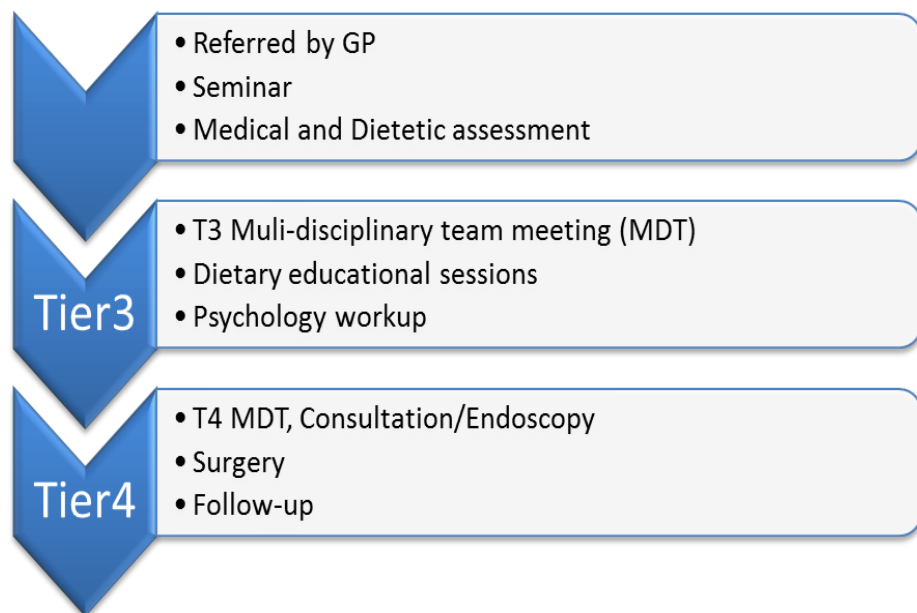 • Referred by GP
• Seminar
• Medical and Dietetic assessment
Tier3
• T3 Muli-disciplinary team meeting (MDT)
• Dietary educational sessions
• Psychology workup
Tier4
• T4 MDT, Consultation/Endoscopy
• Surgery
• Follow-up